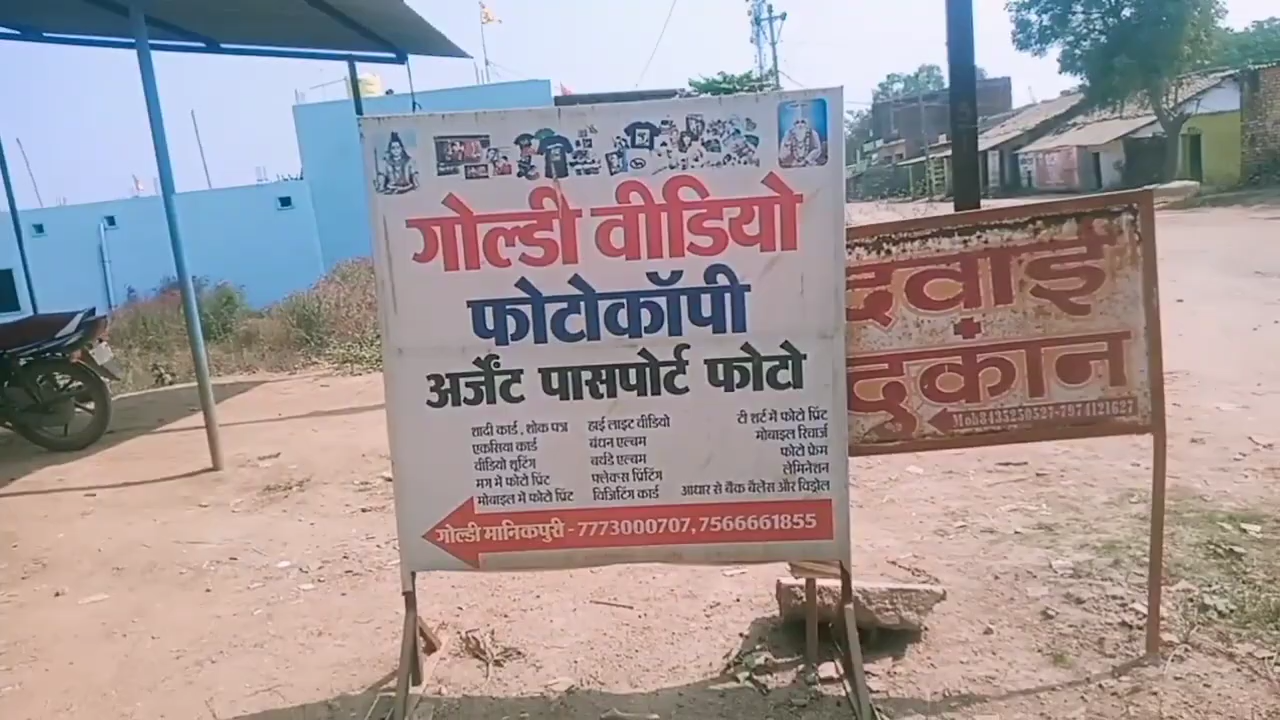 गोल्डी वीडियो
फोटोकॉपी
अर्जेंट पासपोर्ट फोटो
शादी कार्ड , शोक पत्र
एकसिया कार्ड
वीडियो शूटिंग
मग में फोटो प्रिंट
मोबाइल में फोटो प्रिंट
हाई लाइट वीडियो
बंधन एल्बम
बर्थडे एल्बम
फ्लेक्स प्रिंटिंग
विजिटिंग कार्ड
टी शर्ट में फोटो प्रिंट
मोबाइल रिचार्ज
फोटो फ्रेम
लेमिनेशन
आधार से बैंक बैलेंस और विड्रोल
गोल्डी मानिकपुरी - 7773000707, 7566661855
दवाई
दुकान
Mob8435250527-7974121627